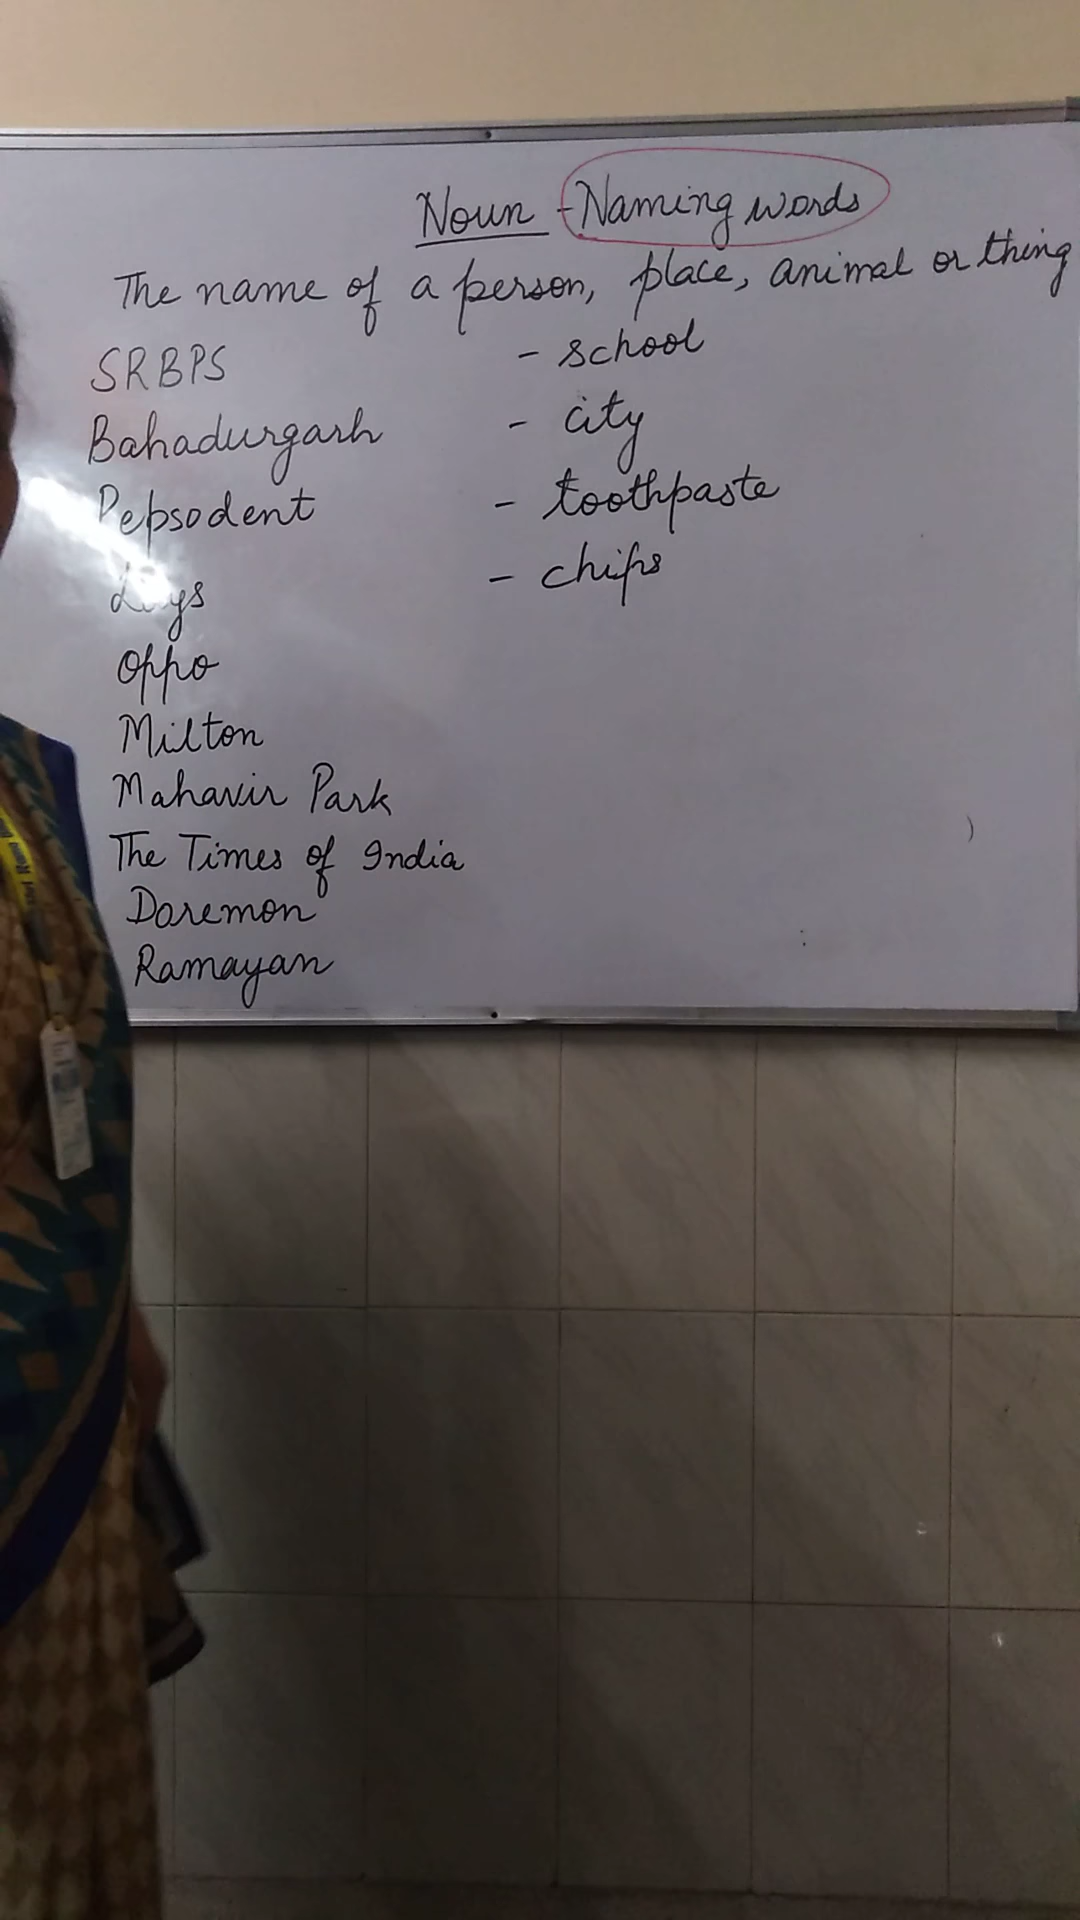 Noun - Naming words
The name of a person, place, animal or thing
SRBPS - school
Bahadurgarh - city
Pepsodent - toothpaste
Lays - chips
Oppo
Milton
Mahavir Park
The Times of India
Doremon
Ramayan